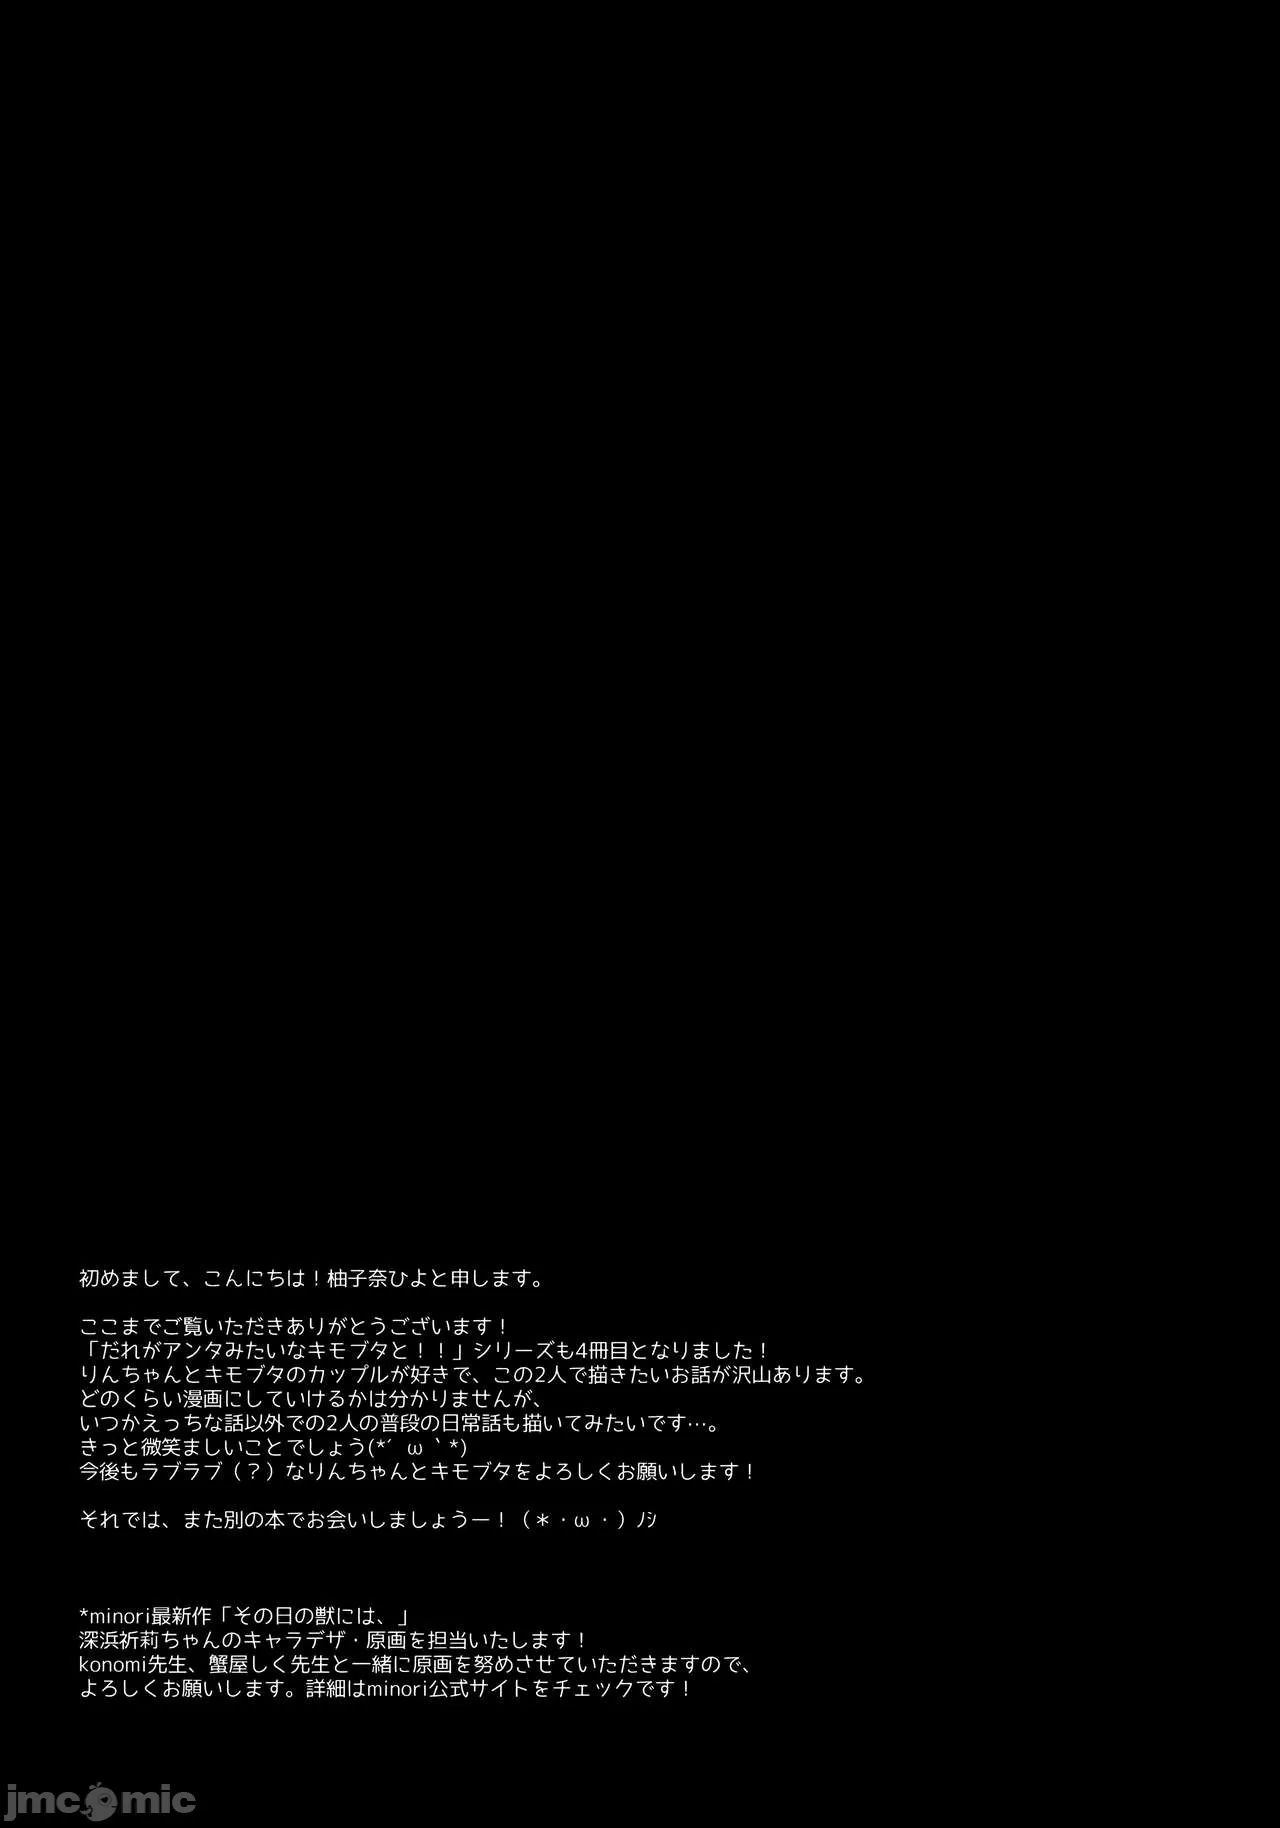 初めまして、こんにちは！柚子奈ひよと申します。
ここまでご覧いただきありがとうございます！
「だれがアンタみたいなキモブタと！！」シリーズも4冊目となりました！
りんちゃんとキモブタのカップルが好きで、この2人で描きたいお話が沢山あります。
どのくらい漫画にしていけるかは分かりませんが、
いつかえっちな話以外での2人の普段の日常話も描いてみたいです…。
きっと微笑ましいことでしょう(*´ω｀*)
今後もラブラブ（？）なりんちゃんとキモブタをよろしくお願いします！
それでは、また別の本でお会いしましょうー！（＊・ω・）ﾉｼ
*minori最新作「その日の獣には、」
深浜祈莉ちゃんのキャラデザ・原画を担当いたします！
konomi先生、蟹屋しく先生と一緒に原画を努めさせていただきますので、
よろしくお願いします。詳細はminori公式サイトをチェックです！
jmcomic